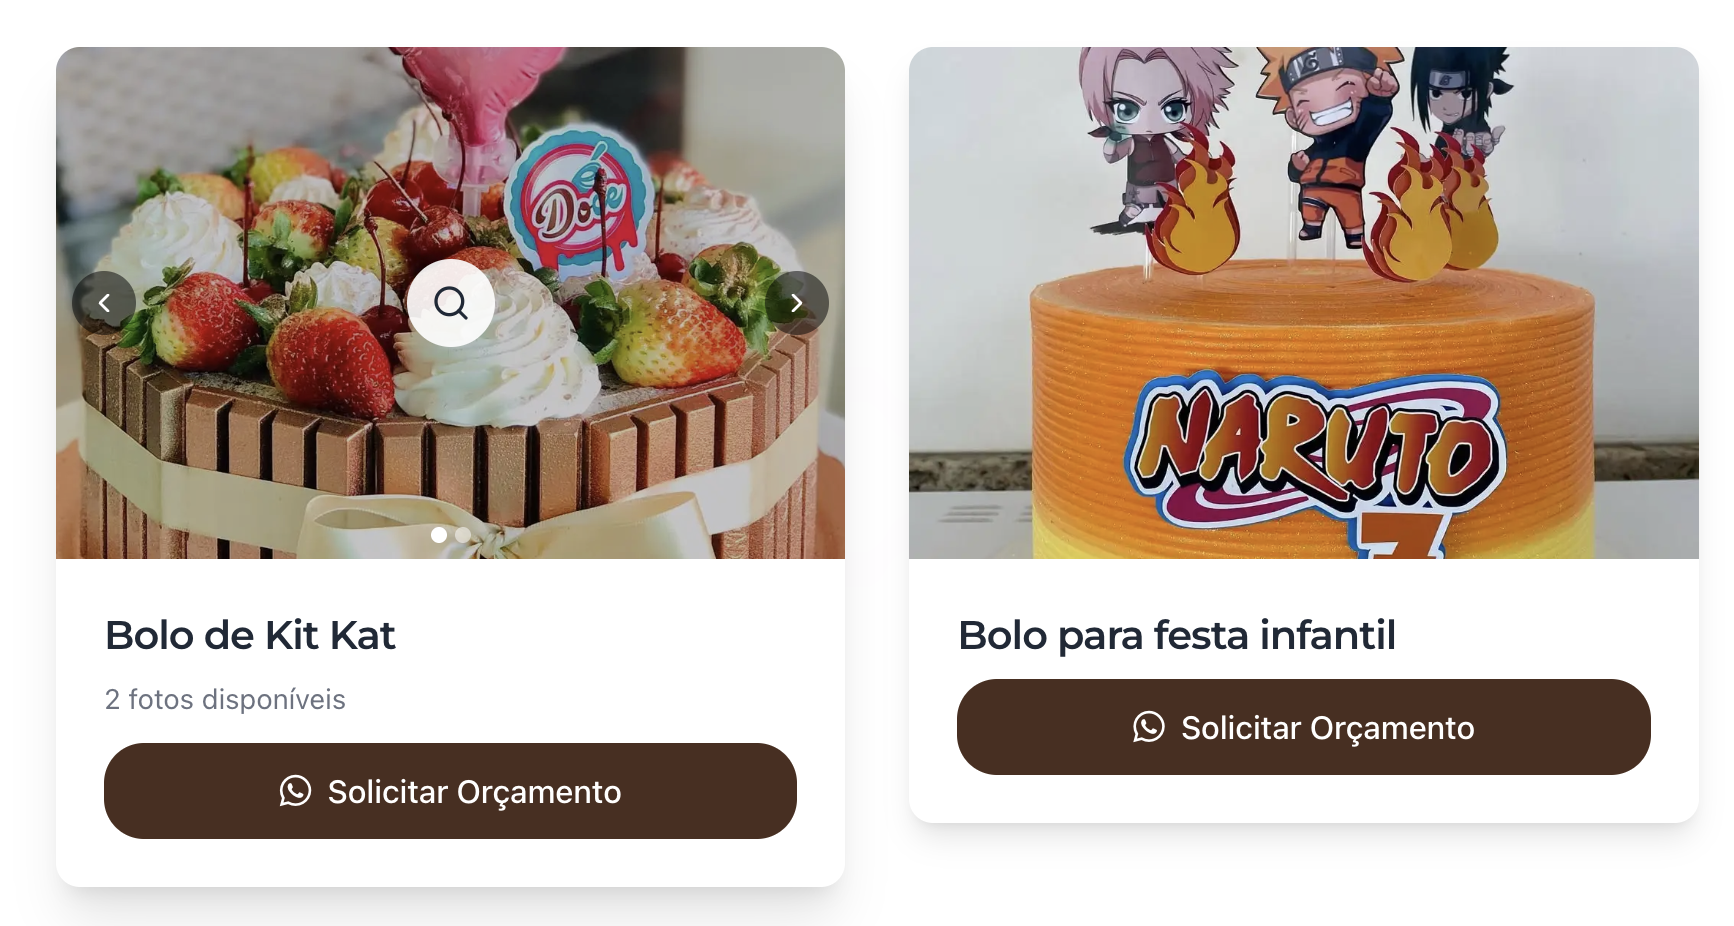 Doce
NARUTO
7
Bolo de Kit Kat
2 fotos disponíveis
Solicitar Orçamento
Bolo para festa infantil
Solicitar Orçamento